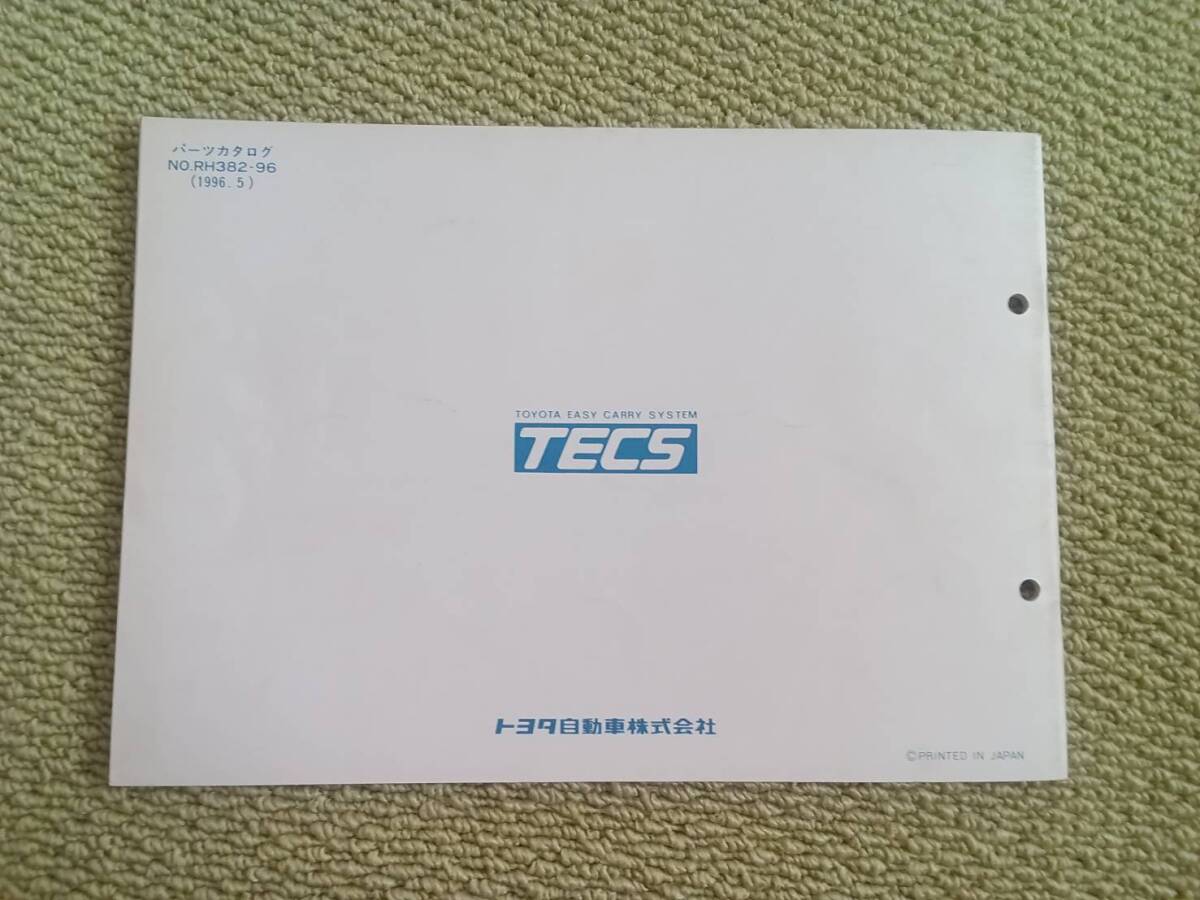 パーツカタログ
NO.RH382-96
(1996. 5)
TOYOTA EASY CARRY SYSTEM
TECS
トヨタ自動車株式会社
©PRINTED IN JAPAN